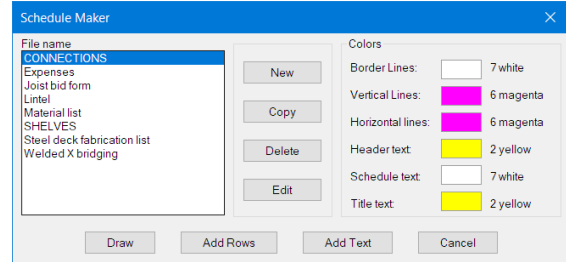 Schedule Maker
File name
CONNECTIONS
Expenses
Joist bid form
Lintel
Material list
SHELVES
Steel deck fabrication list
Welded X bridging
New
Copy
Delete
Edit
Colors
Border Lines: 7 white
Vertical Lines: 6 magenta
Horizontal lines: 6 magenta
Header text: 2 yellow
Schedule text: 7 white
Title text: 2 yellow
Draw Add Rows Add Text Cancel